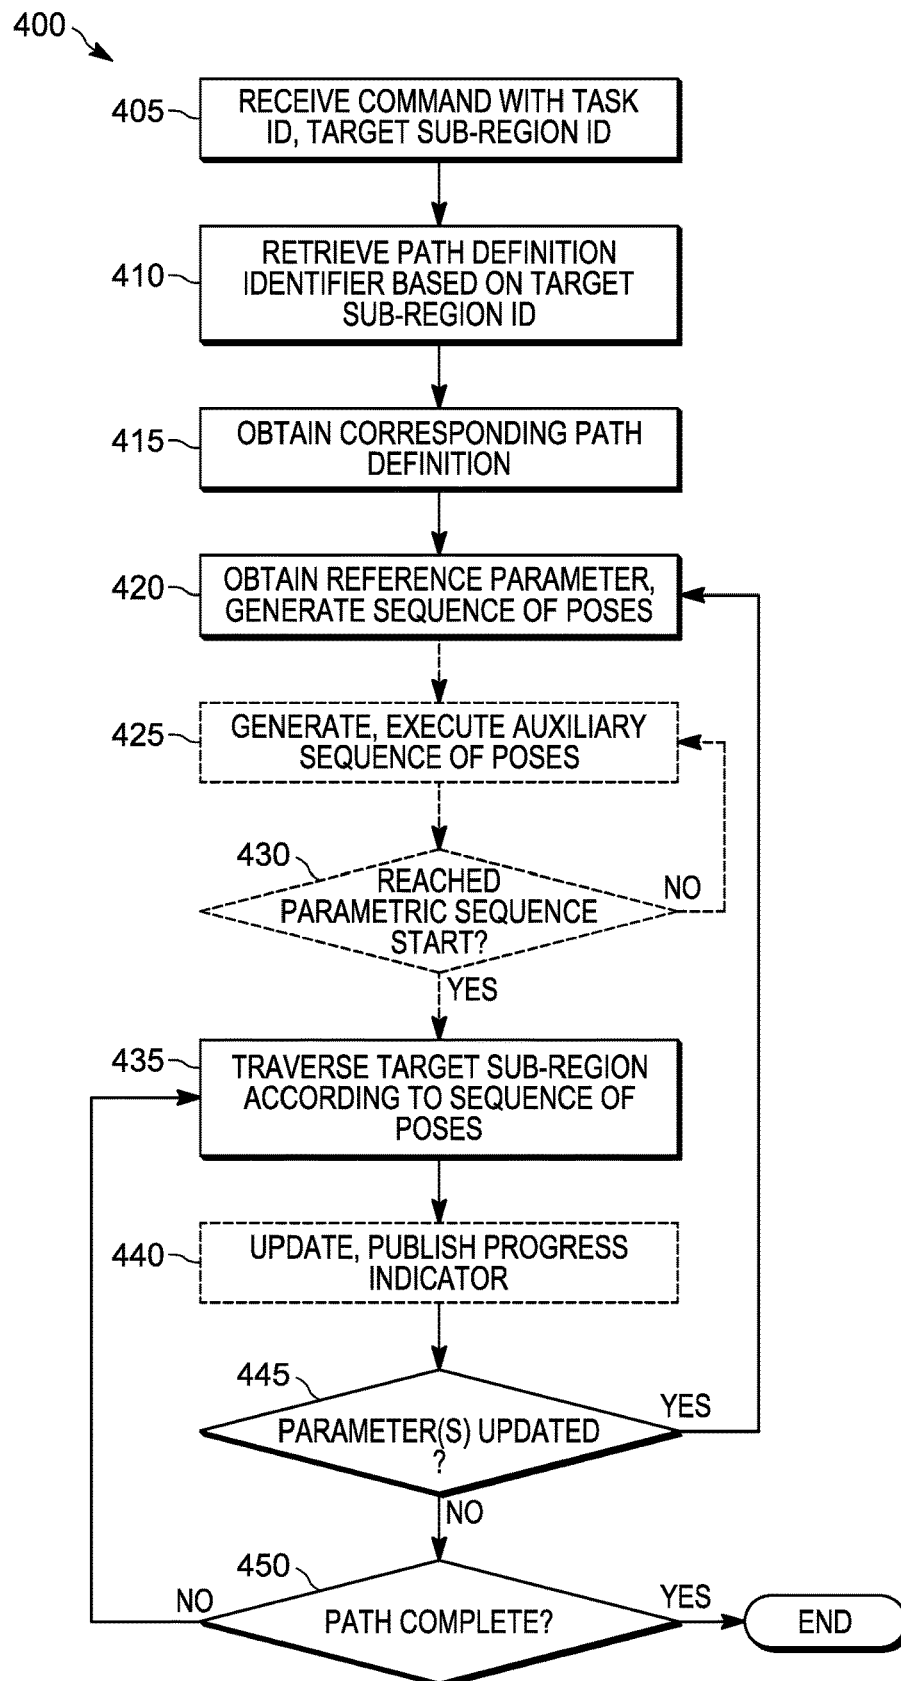 400
405
RECEIVE COMMAND WITH TASK
ID, TARGET SUB-REGION ID
410
RETRIEVE PATH DEFINITION
IDENTIFIER BASED ON TARGET
SUB-REGION ID
415
OBTAIN CORRESPONDING PATH
DEFINITION
420
OBTAIN REFERENCE PARAMETER,
GENERATE SEQUENCE OF POSES
425
GENERATE, EXECUTE AUXILIARY
SEQUENCE OF POSES
430
REACHED
PARAMETRIC SEQUENCE
START?
NO
YES
435
TRAVERSE TARGET SUB-REGION
ACCORDING TO SEQUENCE OF
POSES
440
UPDATE, PUBLISH PROGRESS
INDICATOR
445
PARAMETER(S) UPDATED
?
YES
NO
450
PATH COMPLETE?
NO
YES
END